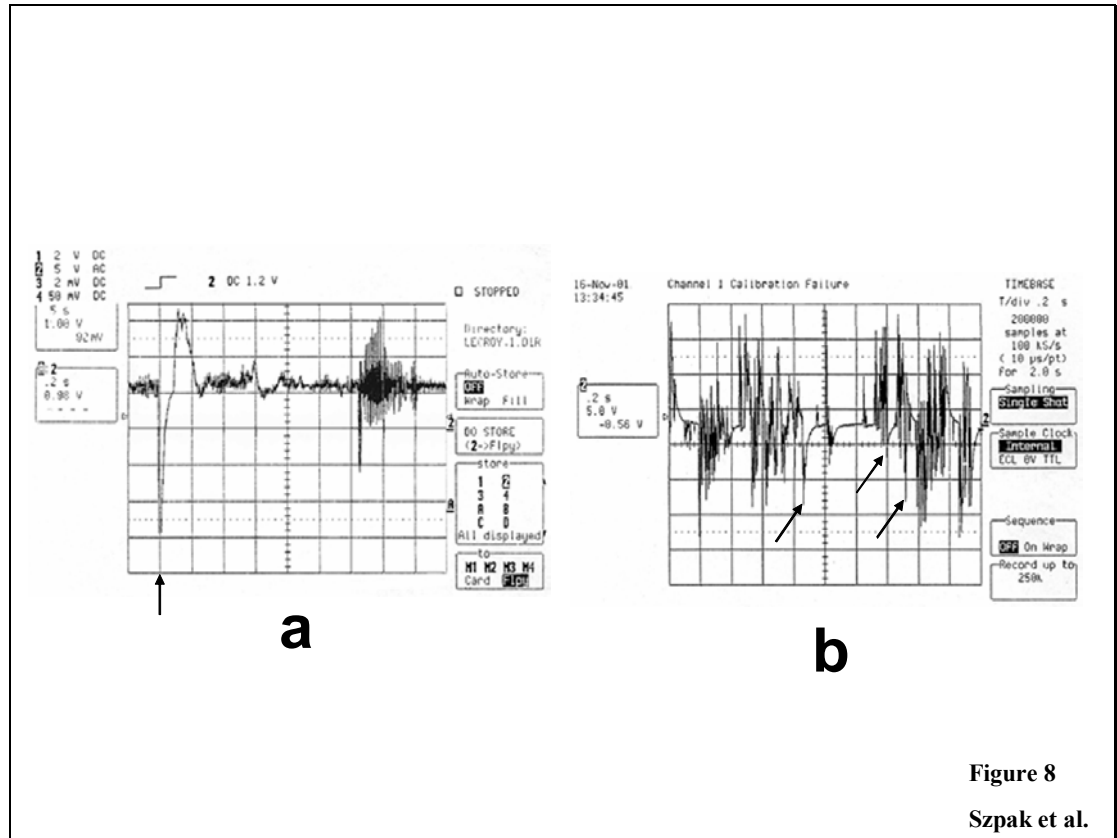 1 2 V DC
2 5 V AC
3 2 mV DC
4 50 mV DC
5 s
1.00 V
92mV
2
.2 s
0.98 V
- - - -
2 DC 1.2 V
STOPPED
Directory:
LECROY.1.DIR
Auto-Store
OFF
Wrap Fill
DO STORE
(2->Flpy)
store
1 2
3 4
A B
C D
All displayed
to
M1 M2 M3 M4
Card Flpy
2
A
a
16-Nov-01
13:34:45
Channel 1 Calibration Failure
2
.2 s
5.0 V
-0.56 V
TIMEBASE
T/div .2 s
200000
samples at
100 kS/s
( 10 µs/pt)
for 2.0 s
Sampling
Single Shot
Sample Clock
Internal
ECL 0V TTL
Sequence
OFF On Wrap
Record up to
2
b
Figure 8
Szpak et al.